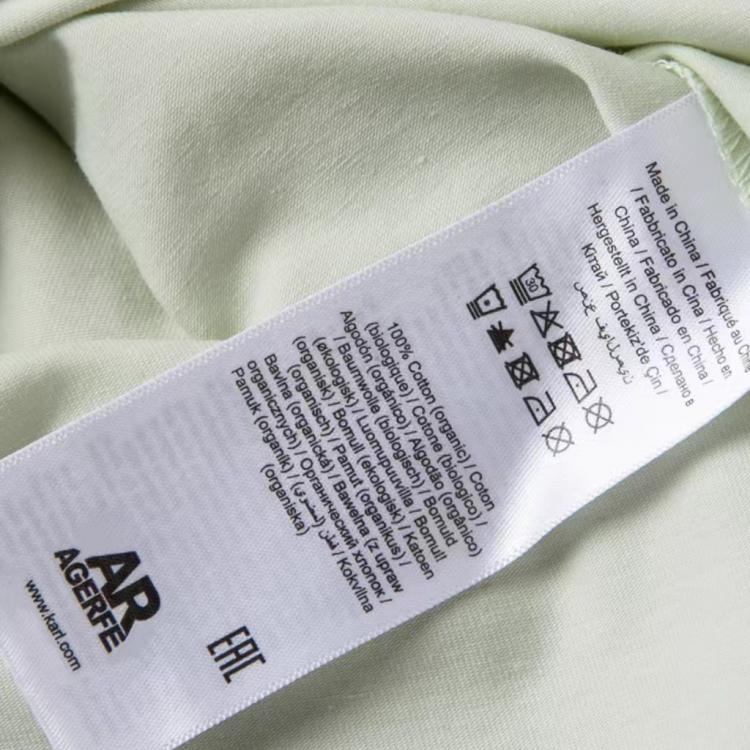 Made in China / Fabriqué au
/ Fabbricato in Cina / Hecho en
China / Fabricado en China /
Hergestellt in China / Сделано в
Китай / Portekiz'de Çin /
30
100% Cotton (organic) / Coton
(biologique) / Cotone (biologico) /
Algodón (orgánico) / Algodão (orgânico)
/ Baumwolle (biologisch) / Bomuld
(økologisk) / Luomupuuvilla / Bomull
(organisk) / Bomull (ekologisk) / Katoen
(organisch) / Pamut (organikus) /
Bavlna (organická) / Bawełna (z upraw
organicznych) / Органический хлопок /
Pamuk (organik) / قطن (عضوي) / Kokvilna
(organiska)
EAC
AR
AGERFE
www.karl.com